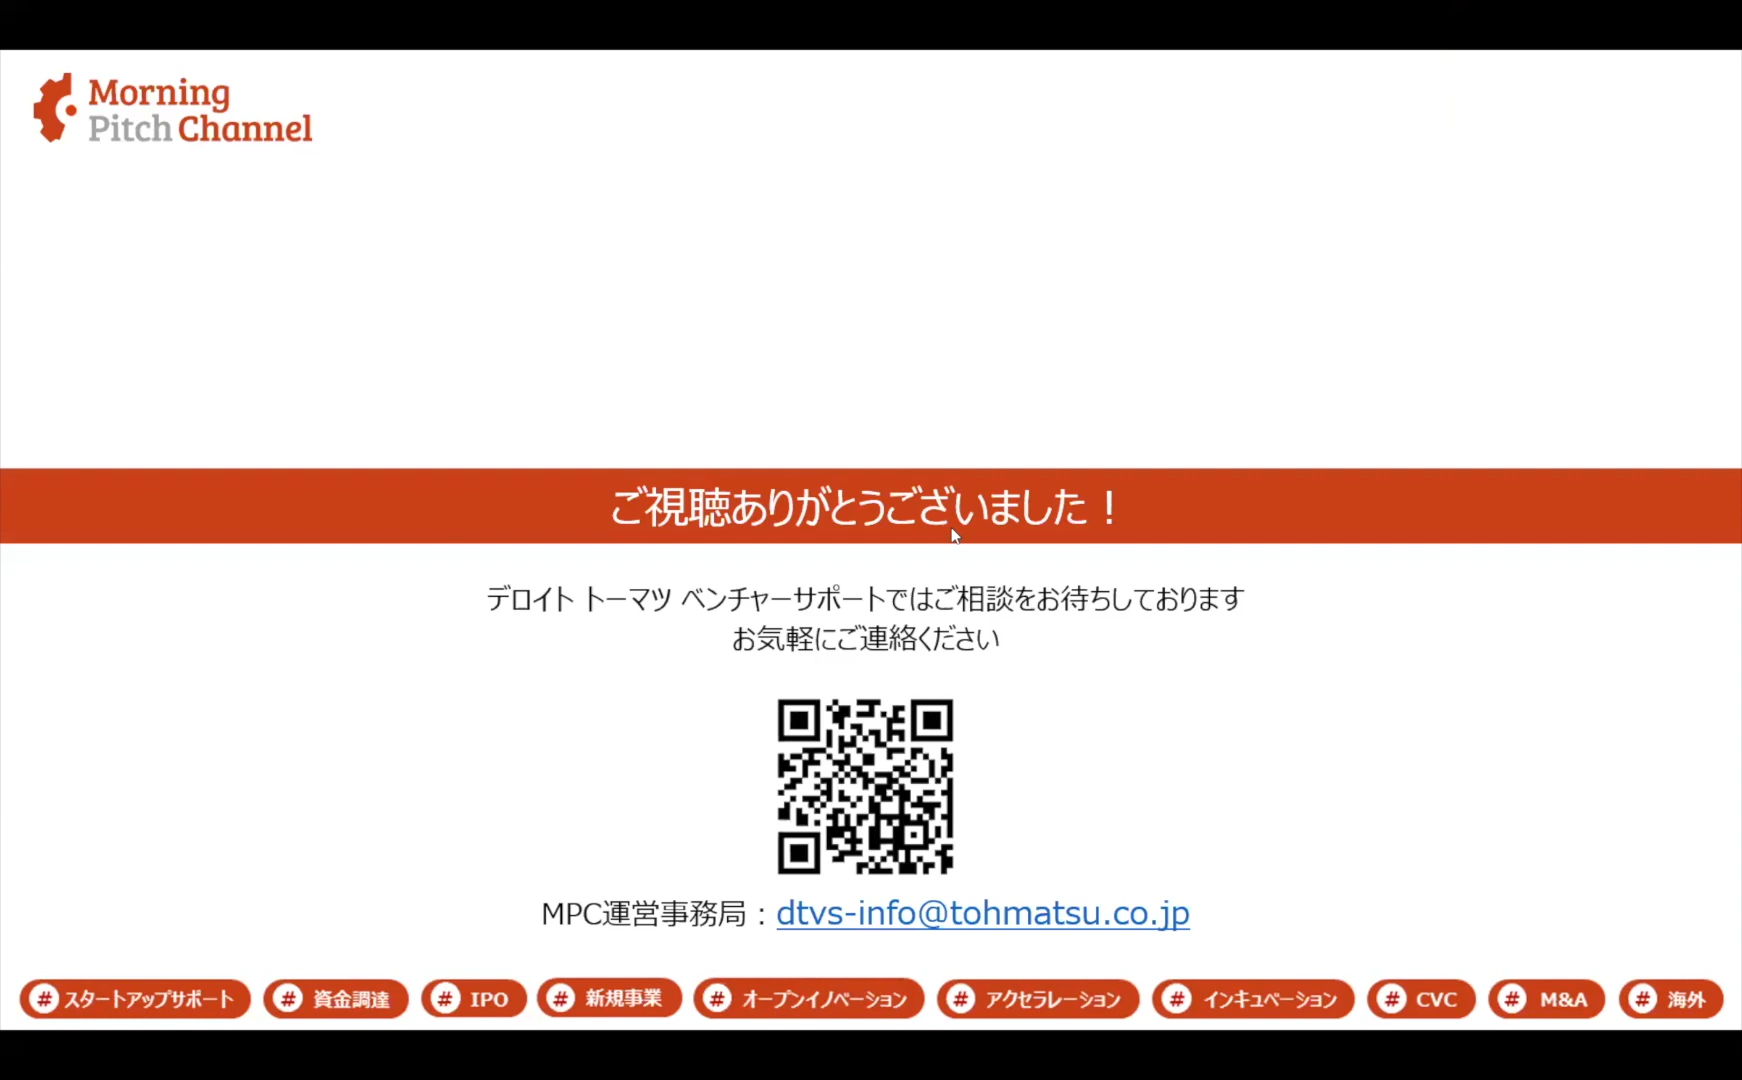 Morning
Pitch Channel
ご視聴ありがとうございました！
デロイト トーマツ ベンチャーサポートではご相談をお待ちしております
お気軽にご連絡ください
MPC運営事務局：dtvs-info@tohmatsu.co.jp
# スタートアップサポート # 資金調達 # IPO # 新規事業 # オープンイノベーション # アクセラレーション # インキュベーション # CVC # M&A # 海外